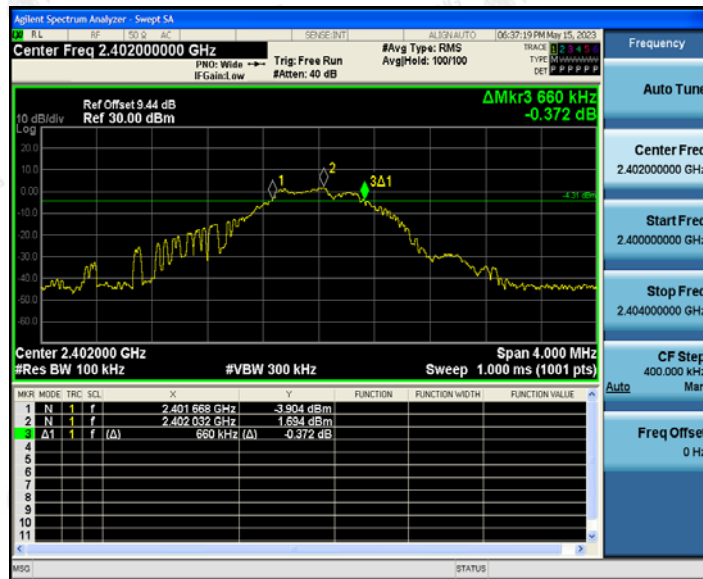 Agilent Spectrum Analyzer - Swept SA
RL RF 50 Ω AC SENSE:INT ALIGN AUTO 06:37:19 PM May 15, 2023
Center Freq 2.402000000 GHz
PNO: Wide
IFGain:Low
Trig: Free Run
#Atten: 40 dB
#Avg Type: RMS
Avg|Hold: 100/100
TRACE 1 2 3 4 5 6
TYPE M W W W W W
DET P P P P P P
Ref Offset 9.44 dB
Ref 30.00 dBm
ΔMkr3 660 kHz
-0.372 dB
10 dB/div
Log
20.0
10.0
0.00
-10.0
-20.0
-30.0
-40.0
-50.0
-60.0
1
2
3Δ1
-4.31 dBm
Center 2.402000 GHz Span 4.000 MHz
#Res BW 100 kHz #VBW 300 kHz Sweep 1.000 ms (1001 pts)
MKR MODE TRC SCL X Y FUNCTION FUNCTION WIDTH FUNCTION VALUE
1 N 1 f 2.401 668 GHz -3.904 dBm
2 N 1 f 2.402 032 GHz 1.694 dBm
3 Δ1 1 f (Δ) 660 kHz (Δ) -0.372 dB
4
5
6
7
8
9
10
11
MSG STATUS
Frequency
Auto Tune
Center Freq
2.402000000 GHz
Start Freq
2.400000000 GHz
Stop Freq
2.404000000 GHz
CF Step
400.000 kHz
Auto Man
Freq Offset
0 Hz